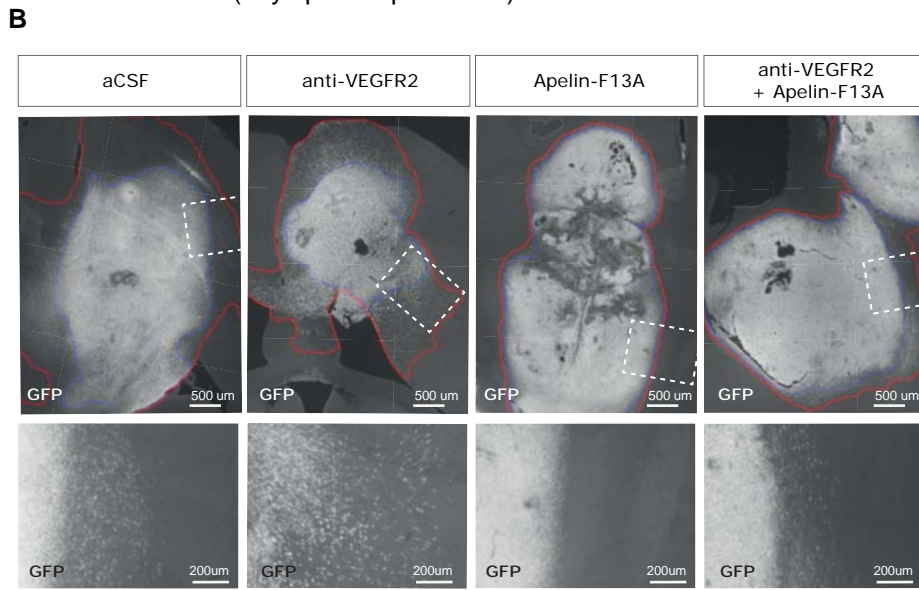 B
aCSF
anti-VEGFR2
Apelin-F13A
anti-VEGFR2
+ Apelin-F13A
GFP
500 um
GFP
500 um
GFP
500 um
GFP
500 um
GFP
200um
GFP
200um
GFP
200um
GFP
200um